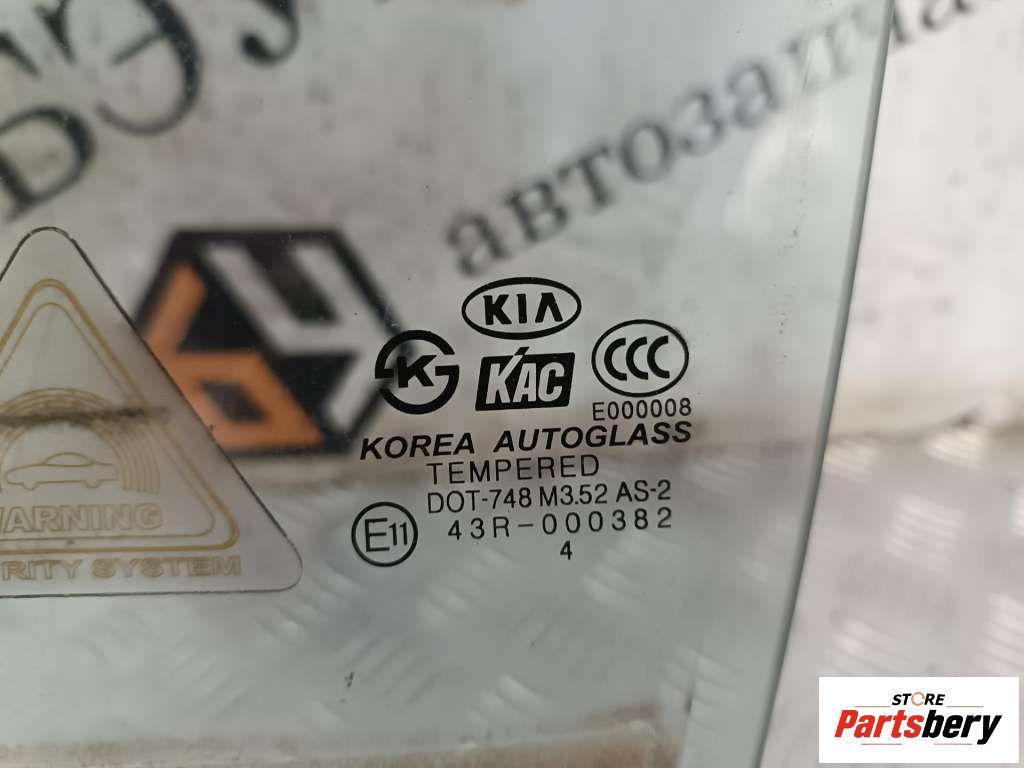 БЭУ
автозапча
KIA
K
KAC
CCC
E000008
KOREA AUTOGLASS
TEMPERED
DOT-748 M3.52 AS-2
E11
43R-000382
4
WARNING
RITY SYSTEM
STORE
Partsbery